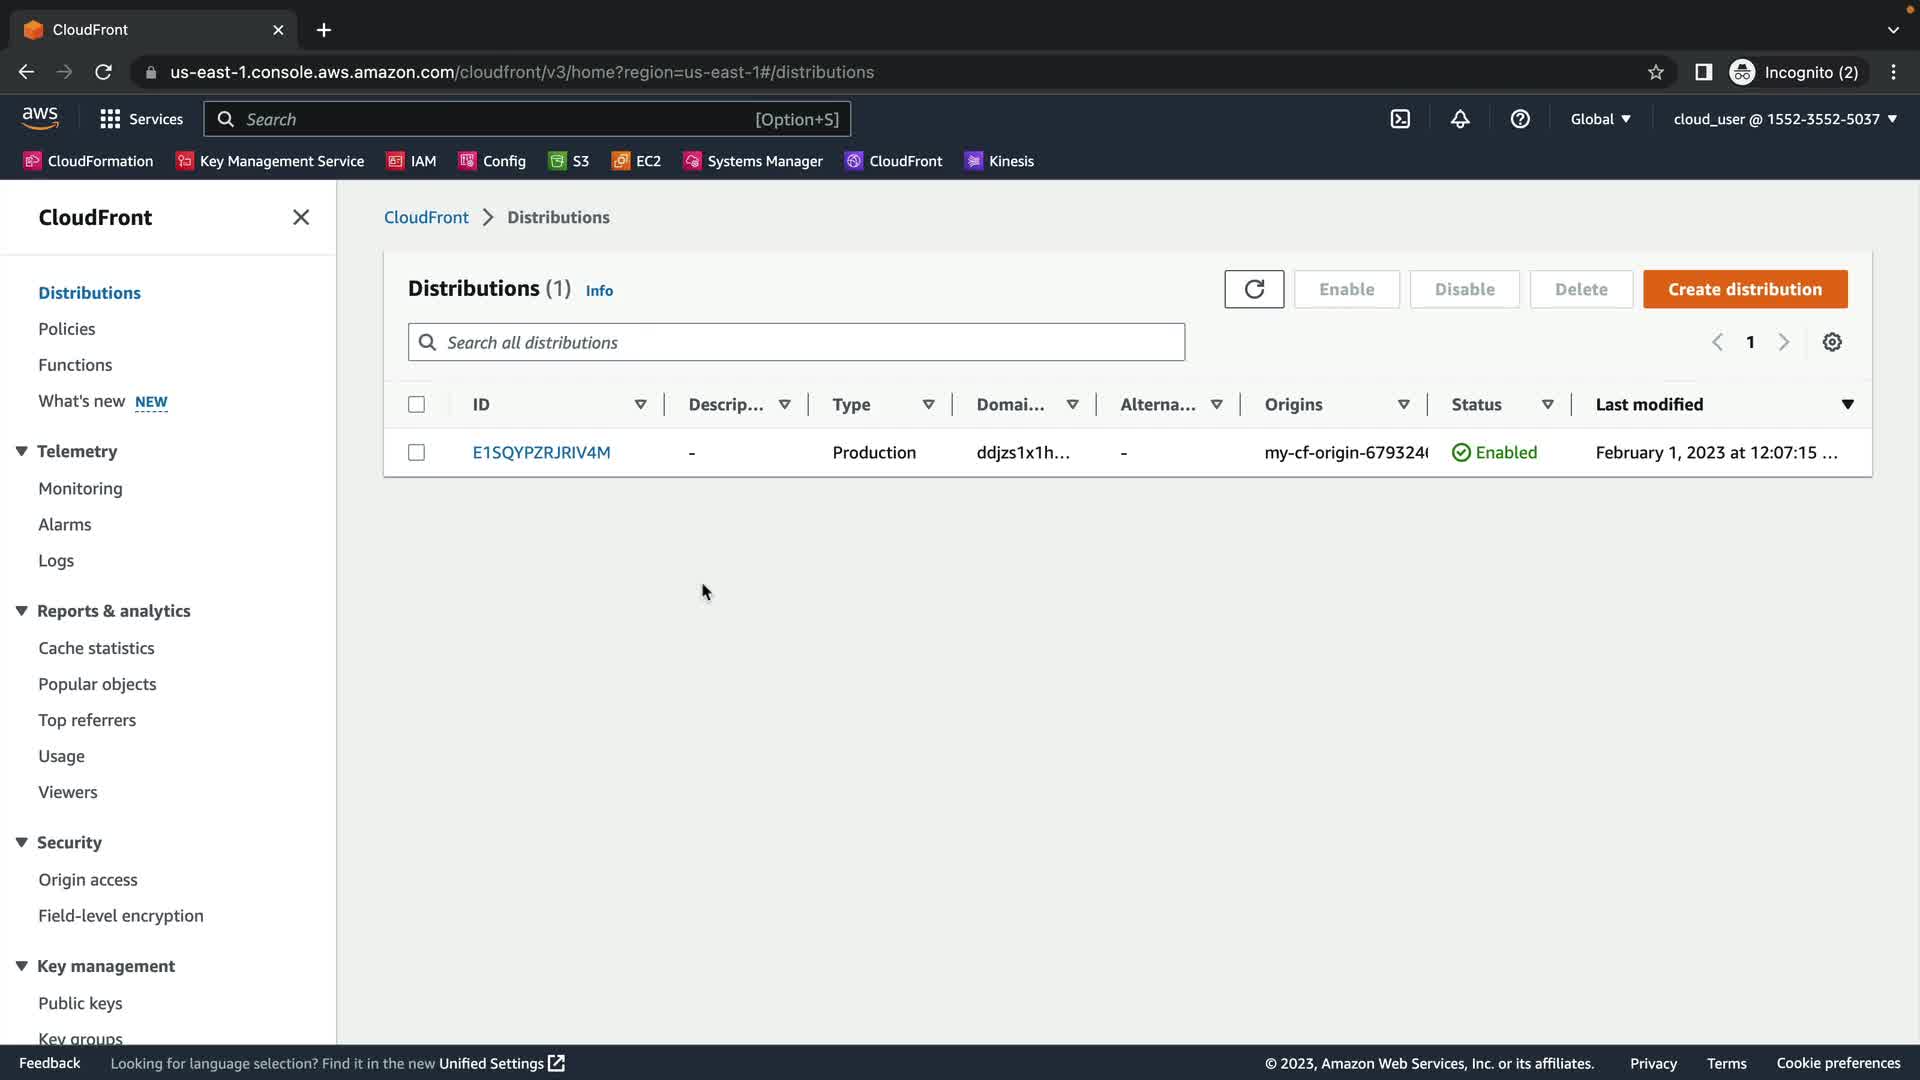 CloudFront
us-east-1.console.aws.amazon.com/cloudfront/v3/home?region=us-east-1#/distributions
Incognito (2)
aws
Services
Search
[Option+S]
Global
cloud_user @ 1552-3552-5037
CloudFormation
Key Management Service
IAM
Config
S3
EC2
Systems Manager
CloudFront
Kinesis
CloudFront
Distributions
Policies
Functions
What's new NEW
Telemetry
Monitoring
Alarms
Logs
Reports & analytics
Cache statistics
Popular objects
Top referrers
Usage
Viewers
Security
Origin access
Field-level encryption
Key management
Public keys
Key groups
CloudFront > Distributions
Distributions (1) Info
Enable
Disable
Delete
Create distribution
Search all distributions
1
ID Descrip... Type Domai... Alterna... Origins Status Last modified
E1SQYPZRJRIV4M - Production ddjzs1x1h... - my-cf-origin-679324 Enabled February 1, 2023 at 12:07:15 ...
Feedback
Looking for language selection? Find it in the new Unified Settings
© 2023, Amazon Web Services, Inc. or its affiliates.
Privacy
Terms
Cookie preferences